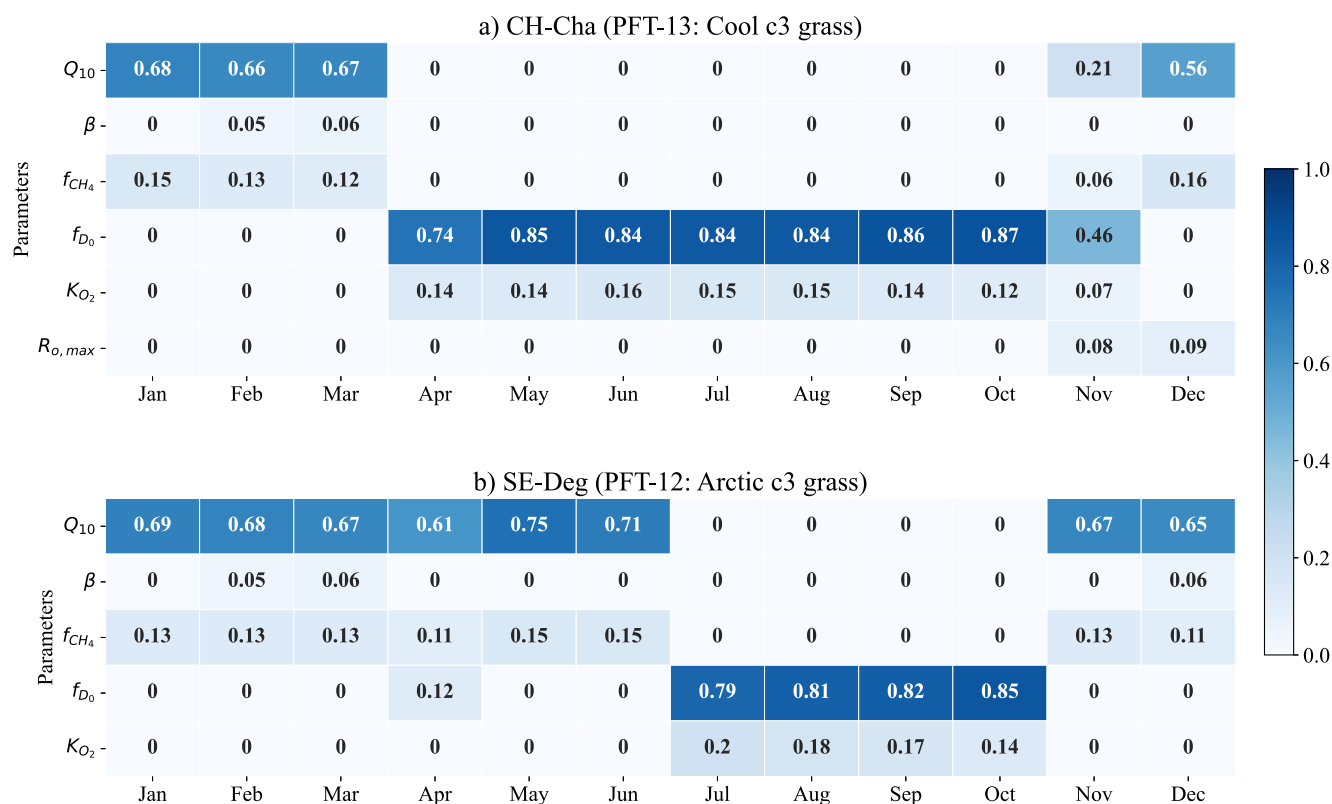 a) CH-Cha (PFT-13: Cool c3 grass)
Q10 0.68 0.66 0.67 0 0 0 0 0 0 0 0.21 0.56
β 0 0.05 0.06 0 0 0 0 0 0 0 0 0
fCH4 0.15 0.13 0.12 0 0 0 0 0 0 0 0.06 0.16
fD0 0 0 0 0.74 0.85 0.84 0.84 0.84 0.86 0.87 0.46 0
KO2 0 0 0 0.14 0.14 0.16 0.15 0.15 0.14 0.12 0.07 0
Ro,max 0 0 0 0 0 0 0 0 0 0 0.08 0.09
Parameters
Jan Feb Mar Apr May Jun Jul Aug Sep Oct Nov Dec
b) SE-Deg (PFT-12: Arctic c3 grass)
Q10 0.69 0.68 0.67 0.61 0.75 0.71 0 0 0 0 0.67 0.65
β 0 0.05 0.06 0 0 0 0 0 0 0 0 0.06
fCH4 0.13 0.13 0.13 0.11 0.15 0.15 0 0 0 0 0.13 0.11
fD0 0 0 0 0.12 0 0 0.79 0.81 0.82 0.85 0 0
KO2 0 0 0 0 0 0 0.2 0.18 0.17 0.14 0 0
Parameters
Jan Feb Mar Apr May Jun Jul Aug Sep Oct Nov Dec
1.0
0.8
0.6
0.4
0.2
0.0